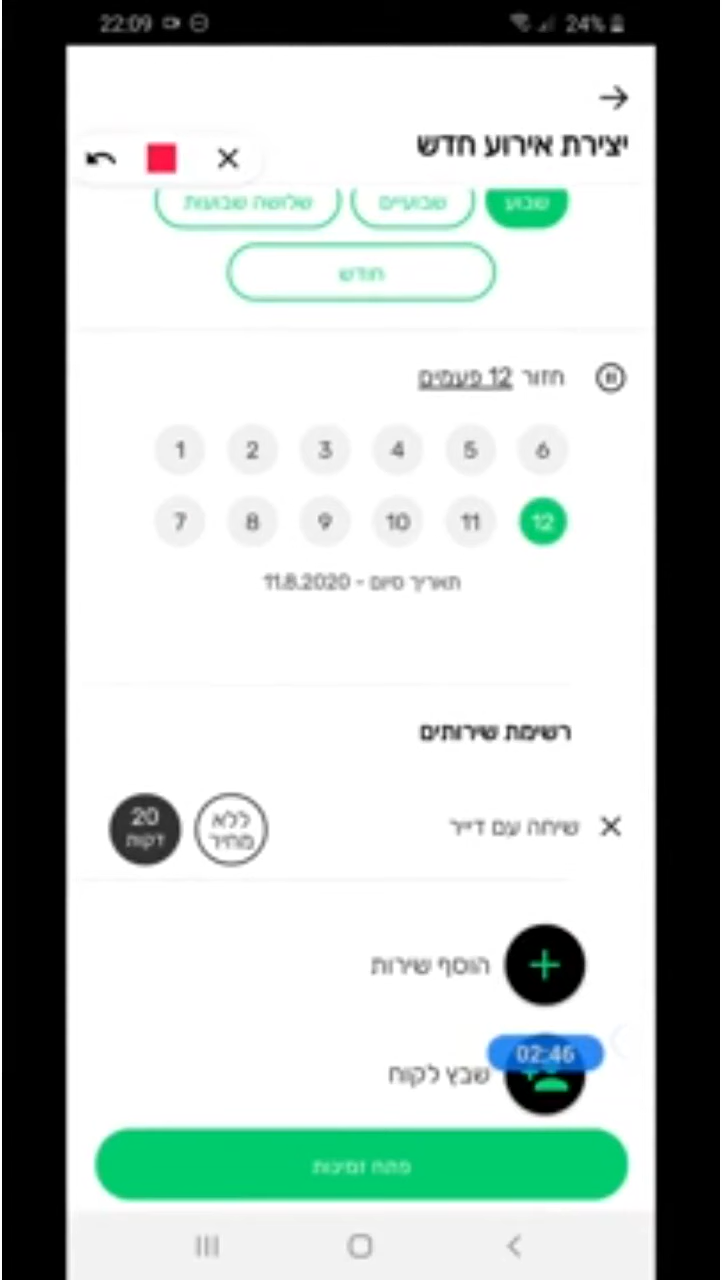 22:09 24%
יצירת אירוע חדש
שבוע שבועיים שלושה שבועות
חודש
חזור 12 פעמים
1 2 3 4 5 6
7 8 9 10 11 12
תאריך סיום - 11.8.2020
רשימת שירותים
שיחה עם דייר ללא מחיר 20 דקות
הוסף שירות
02:46
שבץ לקוח
פתח זמינות